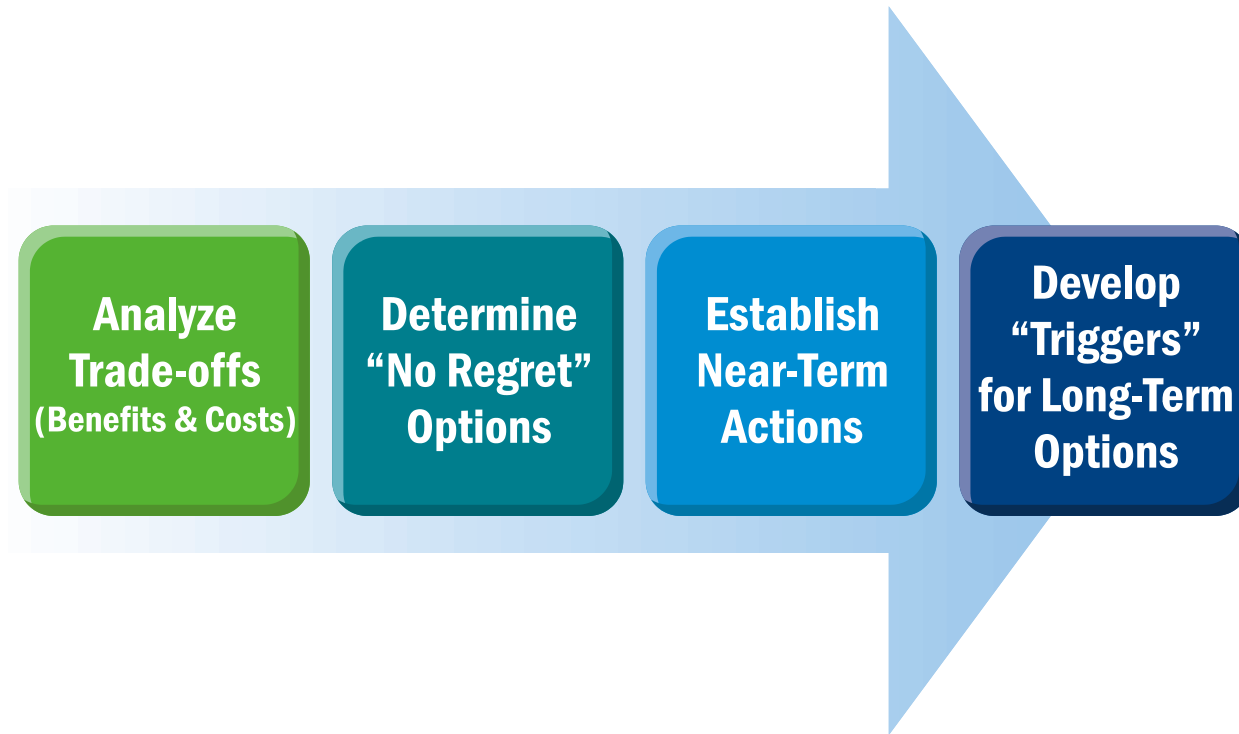 Analyze
Trade-offs
(Benefits & Costs)
Determine
“No Regret”
Options
Establish
Near-Term
Actions
Develop
“Triggers”
for Long-Term
Options